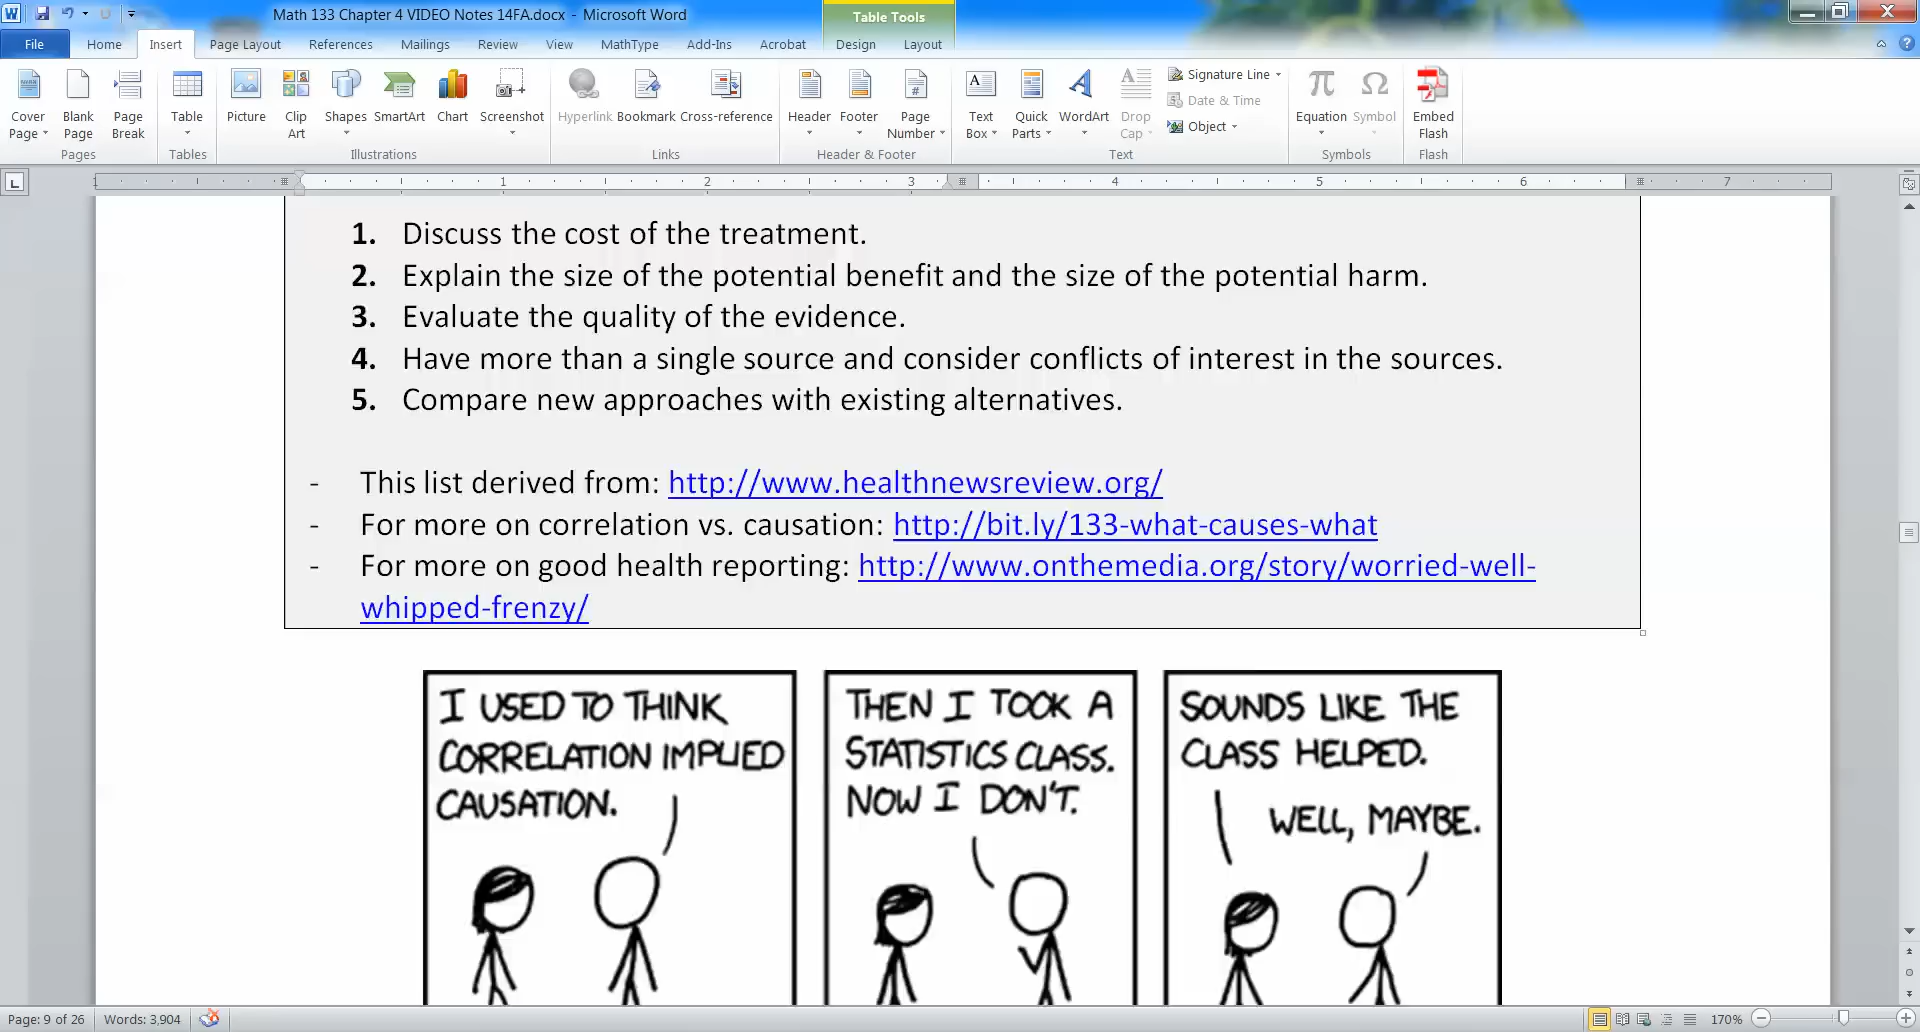 Math 133 Chapter 4 VIDEO Notes 14FA.docx - Microsoft Word
Table Tools
File Home Insert Page Layout References Mailings Review View MathType Add-Ins Acrobat Design Layout
Cover Page Blank Page Page Break Table Picture Clip Art Shapes SmartArt Chart Screenshot Hyperlink Bookmark Cross-reference Header Footer Page Number Text Box Quick Parts WordArt Drop Cap Signature Line Date & Time Object Equation Symbol Embed Flash
Pages Tables Illustrations Links Header & Footer Text Symbols Flash
1 1 2 3 4 5 6 7
1. Discuss the cost of the treatment.
2. Explain the size of the potential benefit and the size of the potential harm.
3. Evaluate the quality of the evidence.
4. Have more than a single source and consider conflicts of interest in the sources.
5. Compare new approaches with existing alternatives.
- This list derived from: http://www.healthnewsreview.org/
- For more on correlation vs. causation: http://bit.ly/133-what-causes-what
- For more on good health reporting: http://www.onthemedia.org/story/worried-well-
whipped-frenzy/
I USED TO THINK
CORRELATION IMPLIED
CAUSATION.
THEN I TOOK A
STATISTICS CLASS.
NOW I DON'T.
SOUNDS LIKE THE
CLASS HELPED.
WELL, MAYBE.
Page: 9 of 26 Words: 3,904 170%